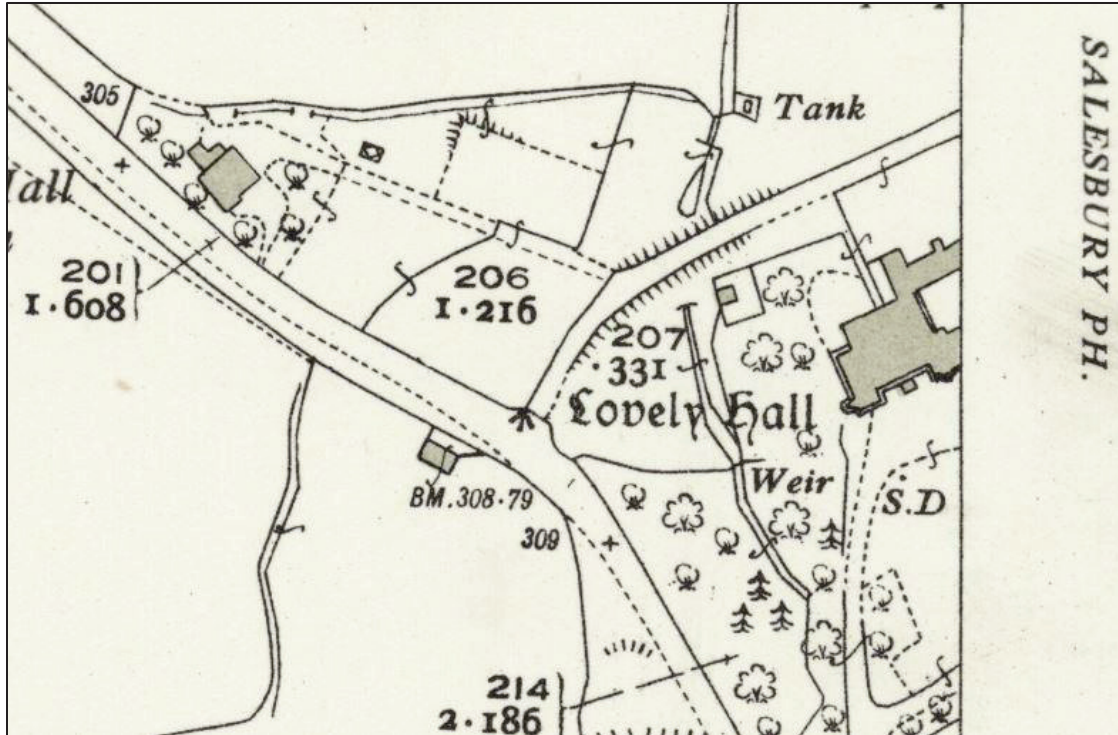 305
Tank
SALESBURY PH.
201
1·608
206
1·216
207
·331
Lovely Hall
Weir
S.D
BM.308·79
309
214
2·186